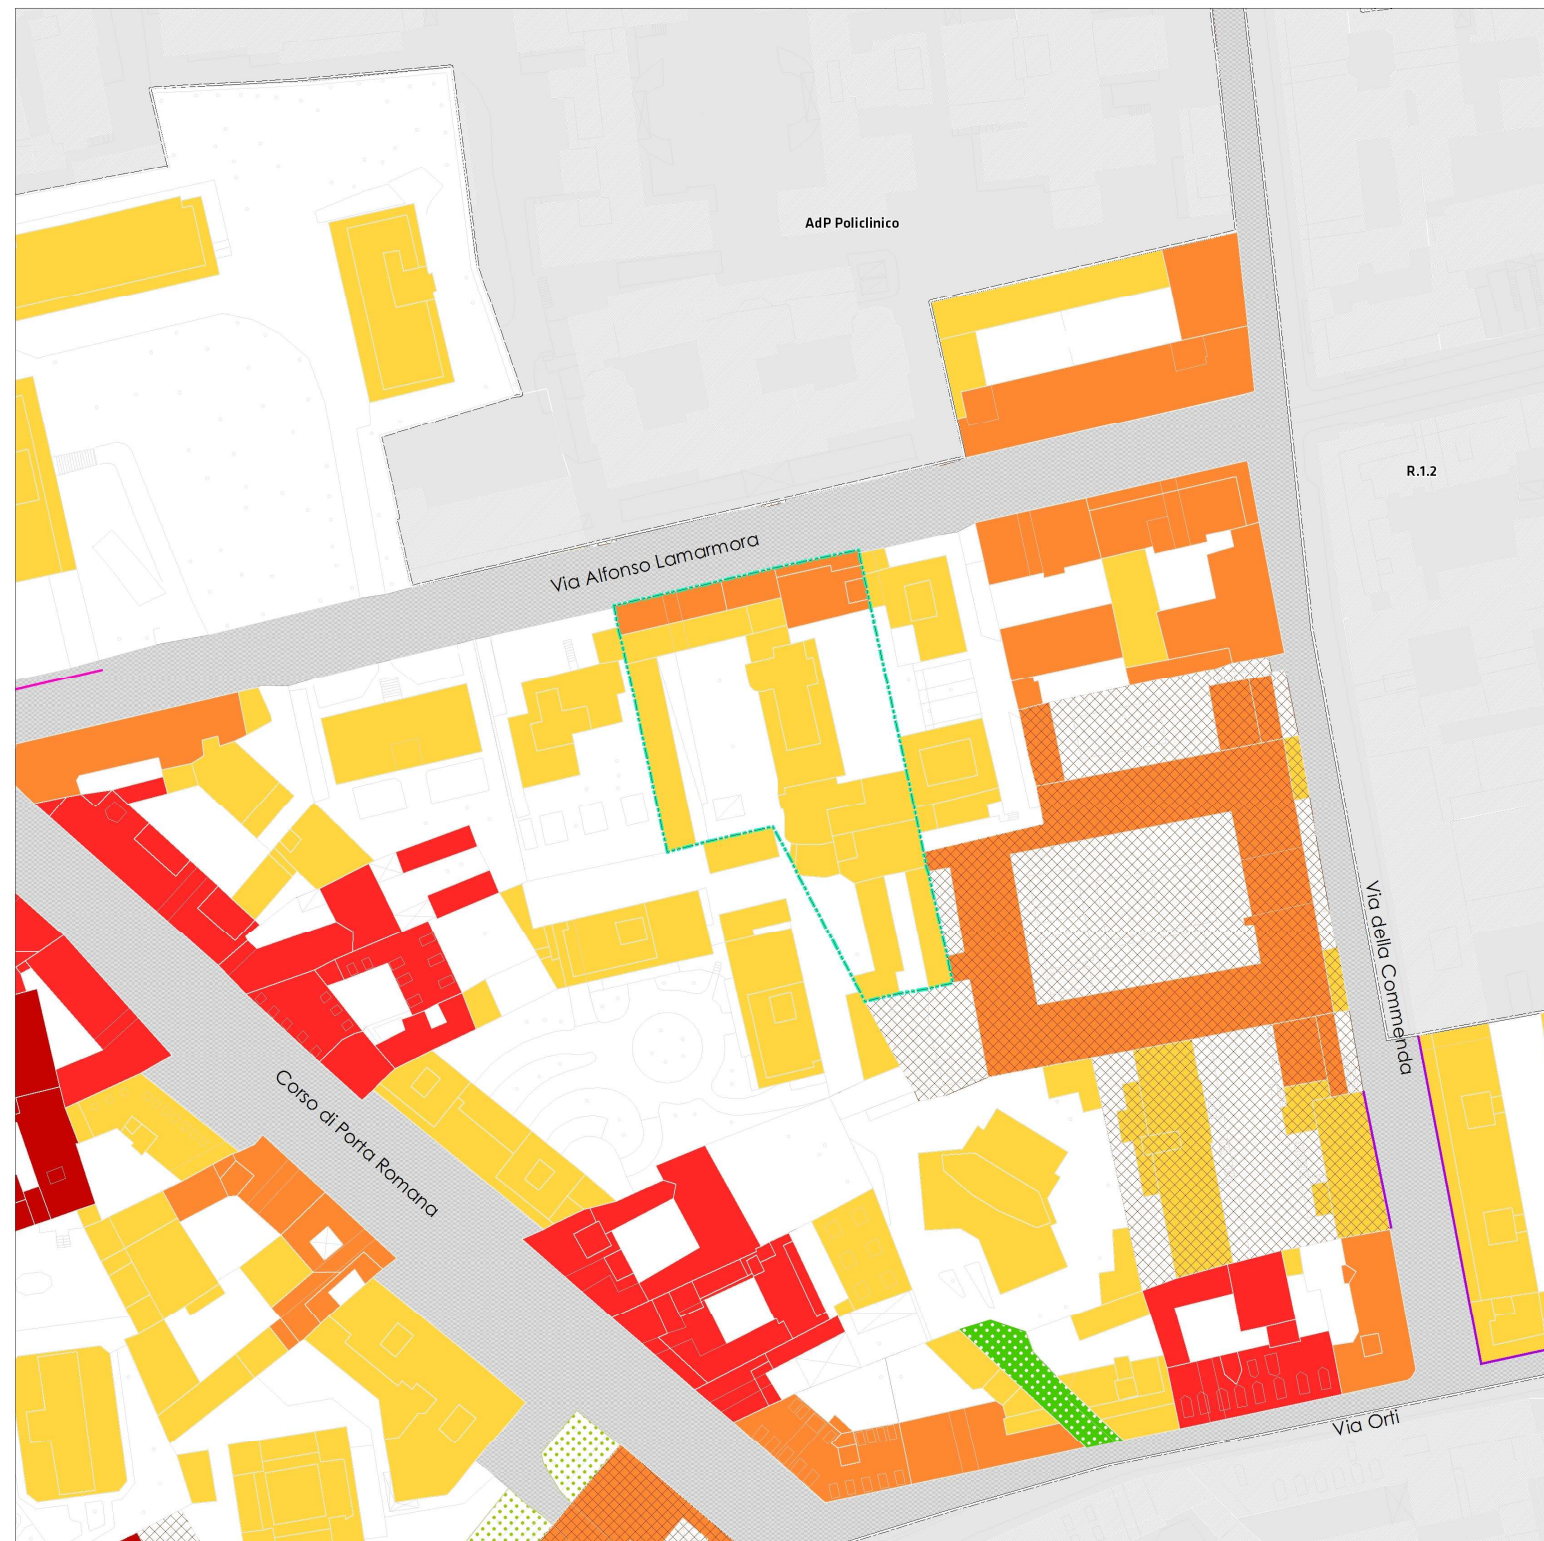 AdP Policlinico
R.1.2
Via Alfonso Lamarmora
Via della Commenda
Corso di Porta Romana
Via Orti